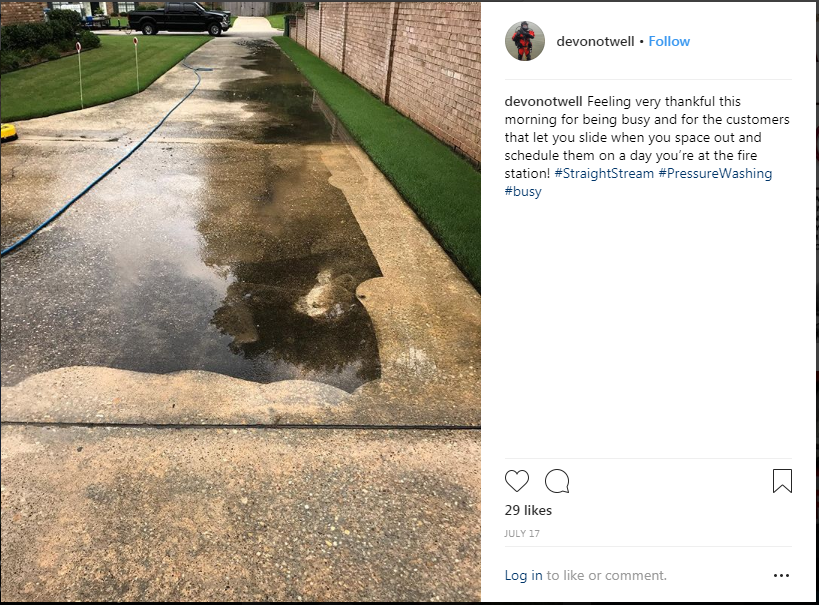 devonotwell • Follow
devonotwell Feeling very thankful this
morning for being busy and for the customers
that let you slide when you space out and
schedule them on a day you're at the fire
station! #StraightStream #PressureWashing
#busy
29 likes
JULY 17
Log in to like or comment.